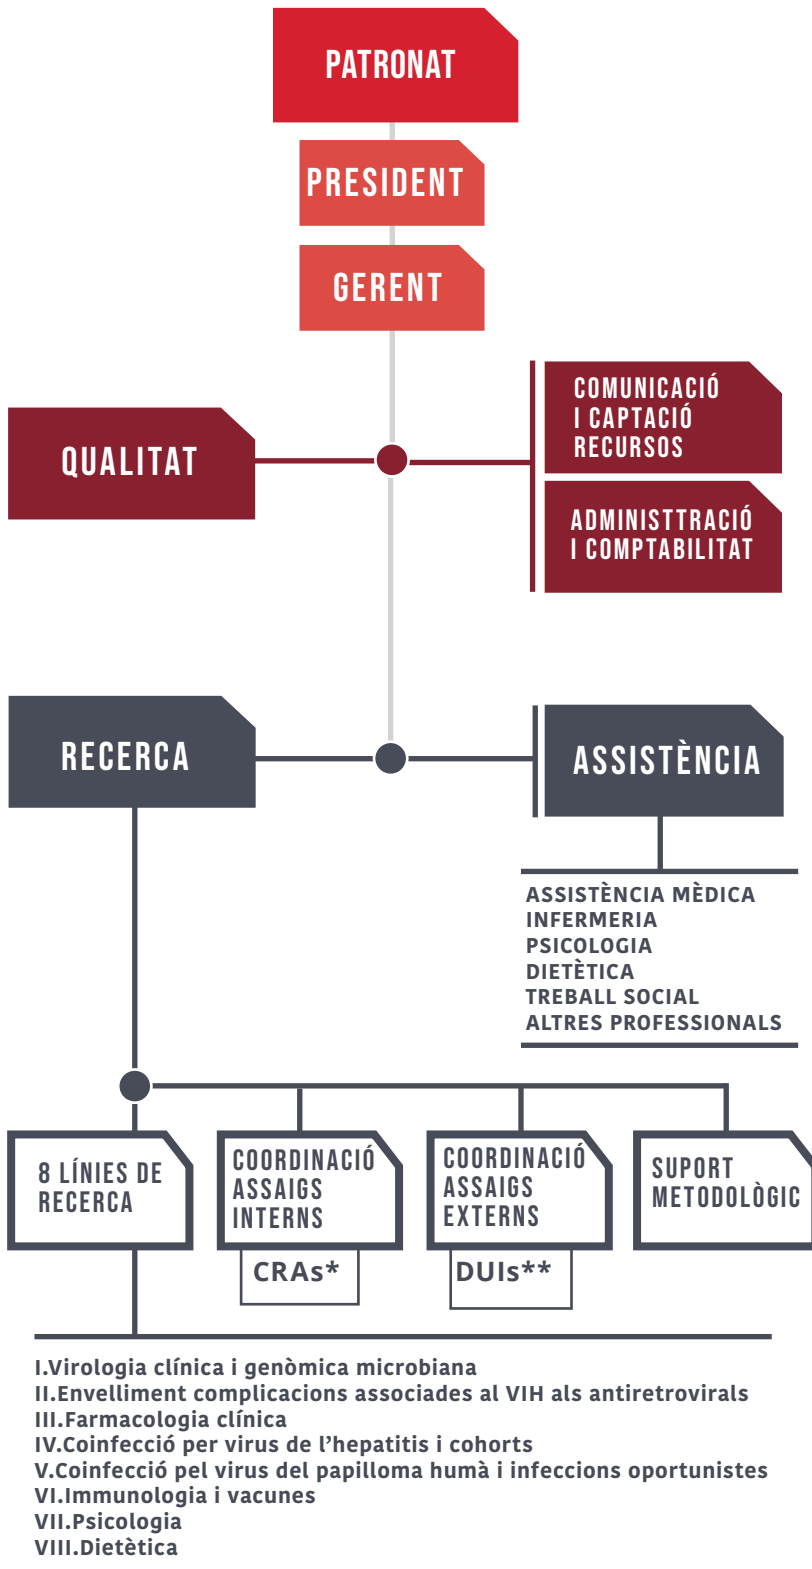 PATRONAT
PRESIDENT
GERENT
QUALITAT
COMUNICACIÓ
I CAPTACIÓ
RECURSOS
ADMINISTTRACIÓ
I COMPTABILITAT
RECERCA
ASSISTÈNCIA
ASSISTÈNCIA MÈDICA
INFERMERIA
PSICOLOGIA
DIETÈTICA
TREBALL SOCIAL
ALTRES PROFESSIONALS
8 LÍNIES DE
RECERCA
COORDINACIÓ
ASSAIGS
INTERNS
CRAs*
COORDINACIÓ
ASSAIGS
EXTERNS
DUIs**
SUPORT
METODOLÒGIC
I.Virologia clínica i genòmica microbiana
II.Envelliment complicacions associades al VIH als antiretrovirals
III.Farmacologia clínica
IV.Coinfecció per virus de l’hepatitis i cohorts
V.Coinfecció pel virus del papilloma humà i infeccions oportunistes
VI.Immunologia i vacunes
VII.Psicologia
VIII.Dietètica